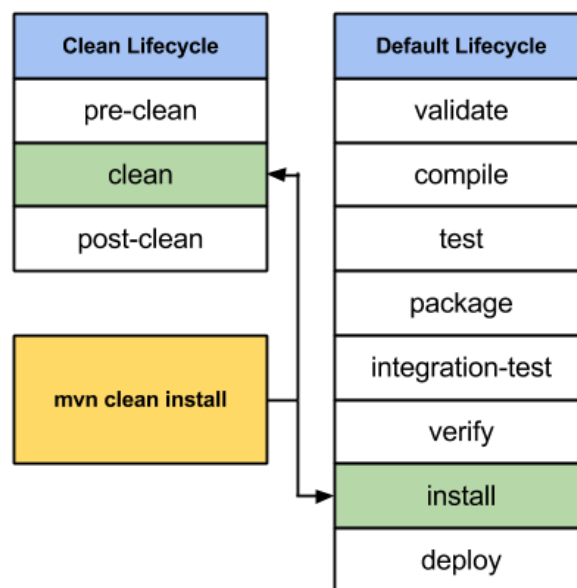 Clean Lifecycle
pre-clean
clean
post-clean
mvn clean install
Default Lifecycle
validate
compile
test
package
integration-test
verify
install
deploy